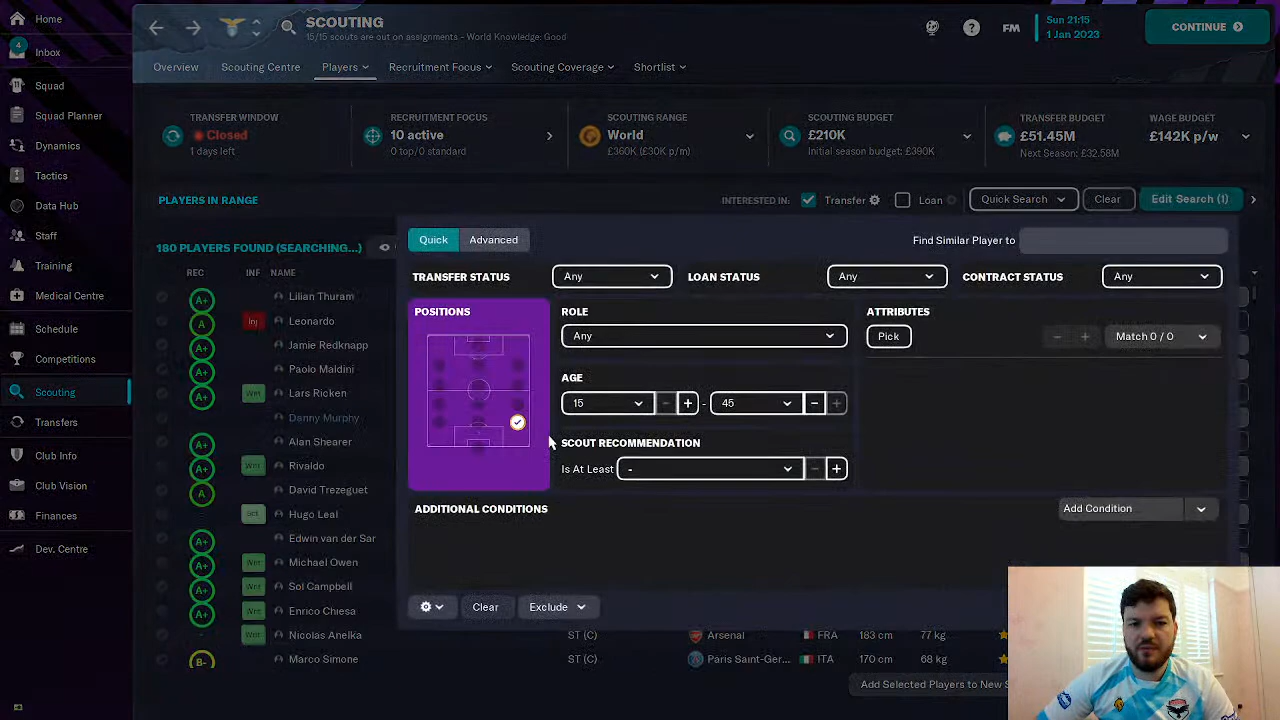 Home
SCOUTING
15/15 scouts are out on assignments - World Knowledge: Good
FM
Sun 21:15
1 Jan 2023
CONTINUE
4
Inbox
Overview
Scouting Centre
Players
Recruitment Focus
Scouting Coverage
Shortlist
Squad
Squad Planner
Dynamics
Tactics
Data Hub
Staff
Training
Medical Centre
Schedule
Competitions
Scouting
Transfers
Club Info
Club Vision
Finances
Dev. Centre
TRANSFER WINDOW
Closed
1 days left
RECRUITMENT FOCUS
10 active
0 top/0 standard
SCOUTING RANGE
World
£360K (£30K p/m)
SCOUTING BUDGET
£210K
Initial season budget: £390K
TRANSFER BUDGET
£51.45M
Next Season: £32.58M
WAGE BUDGET
£142K p/w
PLAYERS IN RANGE
INTERESTED IN:
Transfer
Loan
Quick Search
Clear
Edit Search (1)
180 PLAYERS FOUND (SEARCHING...)
REC INF NAME
A+ Lilian Thuram
A Inj Leonardo
A+ Jamie Redknapp
A+ Paolo Maldini
A+ Wnt Lars Ricken
Danny Murphy
A+ Alan Shearer
A+ Wnt Rivaldo
A David Trezeguet
Hugo Leal
A+ Edwin van der Sar
A+ Wnt Michael Owen
A+ Wnt Sol Campbell
A+ Wnt Enrico Chiesa
- Wnt Nicolas Anelka ST (C) Arsenal FRA 183 cm 77 kg
B- Marco Simone ST (C) Paris Saint-Ger... ITA 170 cm 68 kg
Quick
Advanced
Find Similar Player to
TRANSFER STATUS
Any
LOAN STATUS
Any
CONTRACT STATUS
Any
POSITIONS
ROLE
Any
AGE
15 - + - 45 - +
SCOUT RECOMMENDATION
Is At Least - - +
ATTRIBUTES
Pick
- + Match 0 / 0
ADDITIONAL CONDITIONS
Add Condition
Clear
Exclude
Add Selected Players to New S